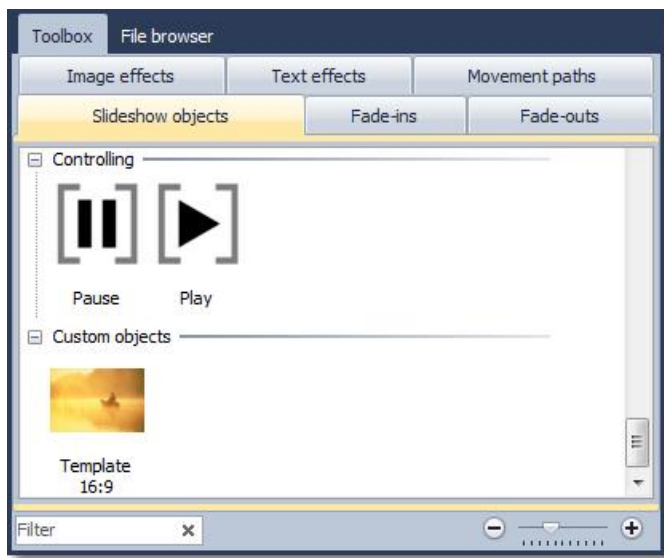 Toolbox File browser
Image effects Text effects Movement paths
Slideshow objects Fade-ins Fade-outs
Controlling
Pause Play
Custom objects
Template
16:9
Filter